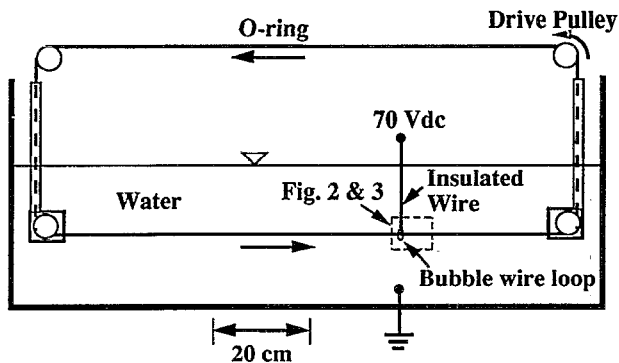 Drive Pulley
O-ring
70 Vdc
Fig. 2 & 3
Insulated
Wire
Water
Bubble wire loop
20 cm